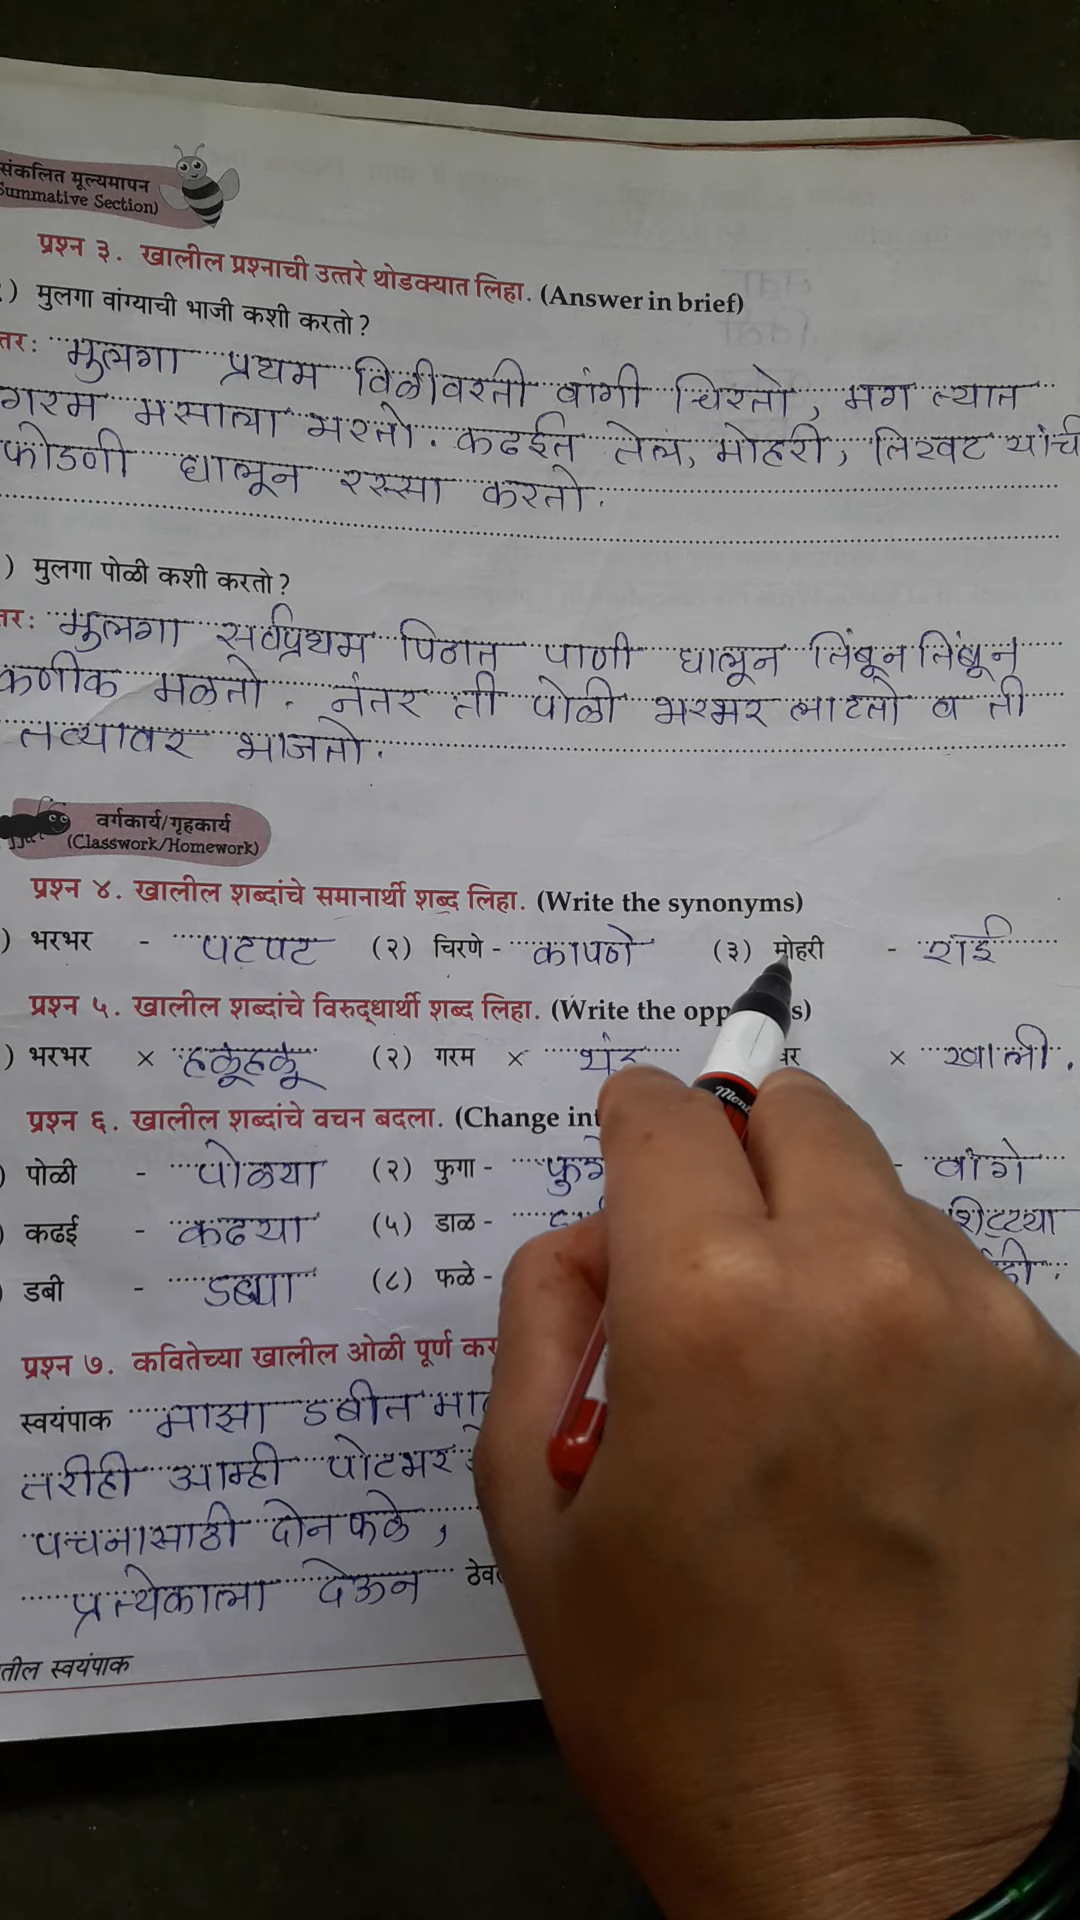 संकलित मूल्यमापन
Summative Section)
प्रश्न ३. खालील प्रश्नाची उत्तरे थोडक्यात लिहा. (Answer in brief)
) मुलगा वांग्याची भाजी कशी करतो?
तर: मुलगा प्रथम विळीवरती वांगी चिरतो, मग त्यात
गरम मसाला भरतो. कढईत तेल, मोहरी, तिखट यांची
फोडणी घालून रस्सा करतो.
) मुलगा पोळी कशी करतो?
तर: मुलगा सर्वप्रथम पिठात पाणी घालून तिंबून तिंबून
कणीक मळतो. नंतर ती पोळी भरभर लाटतो व ती
तव्यावर भाजतो.
वर्गकार्य/गृहकार्य
(Classwork/Homework)
प्रश्न ४. खालील शब्दांचे समानार्थी शब्द लिहा. (Write the synonyms)
) भरभर - पटपट (२) चिरणे - कापणे (३) मोहरी - राई
प्रश्न ५. खालील शब्दांचे विरुद्धार्थी शब्द लिहा. (Write the opp s)
) भरभर × हळूहळू (२) गरम × थंड × खाली.
प्रश्न ६. खालील शब्दांचे वचन बदला. (Change int
) पोळी - पोळ्या (२) फुगा - फुगे - वांगे
) कढई - कढया (५) डाळ - शिट्ट्या
) डबी - डब्या (८) फळे -
प्रश्न ७. कवितेच्या खालील ओळी पूर्ण कर
स्वयंपाक माझा डबीत
तरीही आम्ही पोटभर
पचनासाठी दोन फळे,
प्रत्येकाला देऊन
तील स्वयंपाक